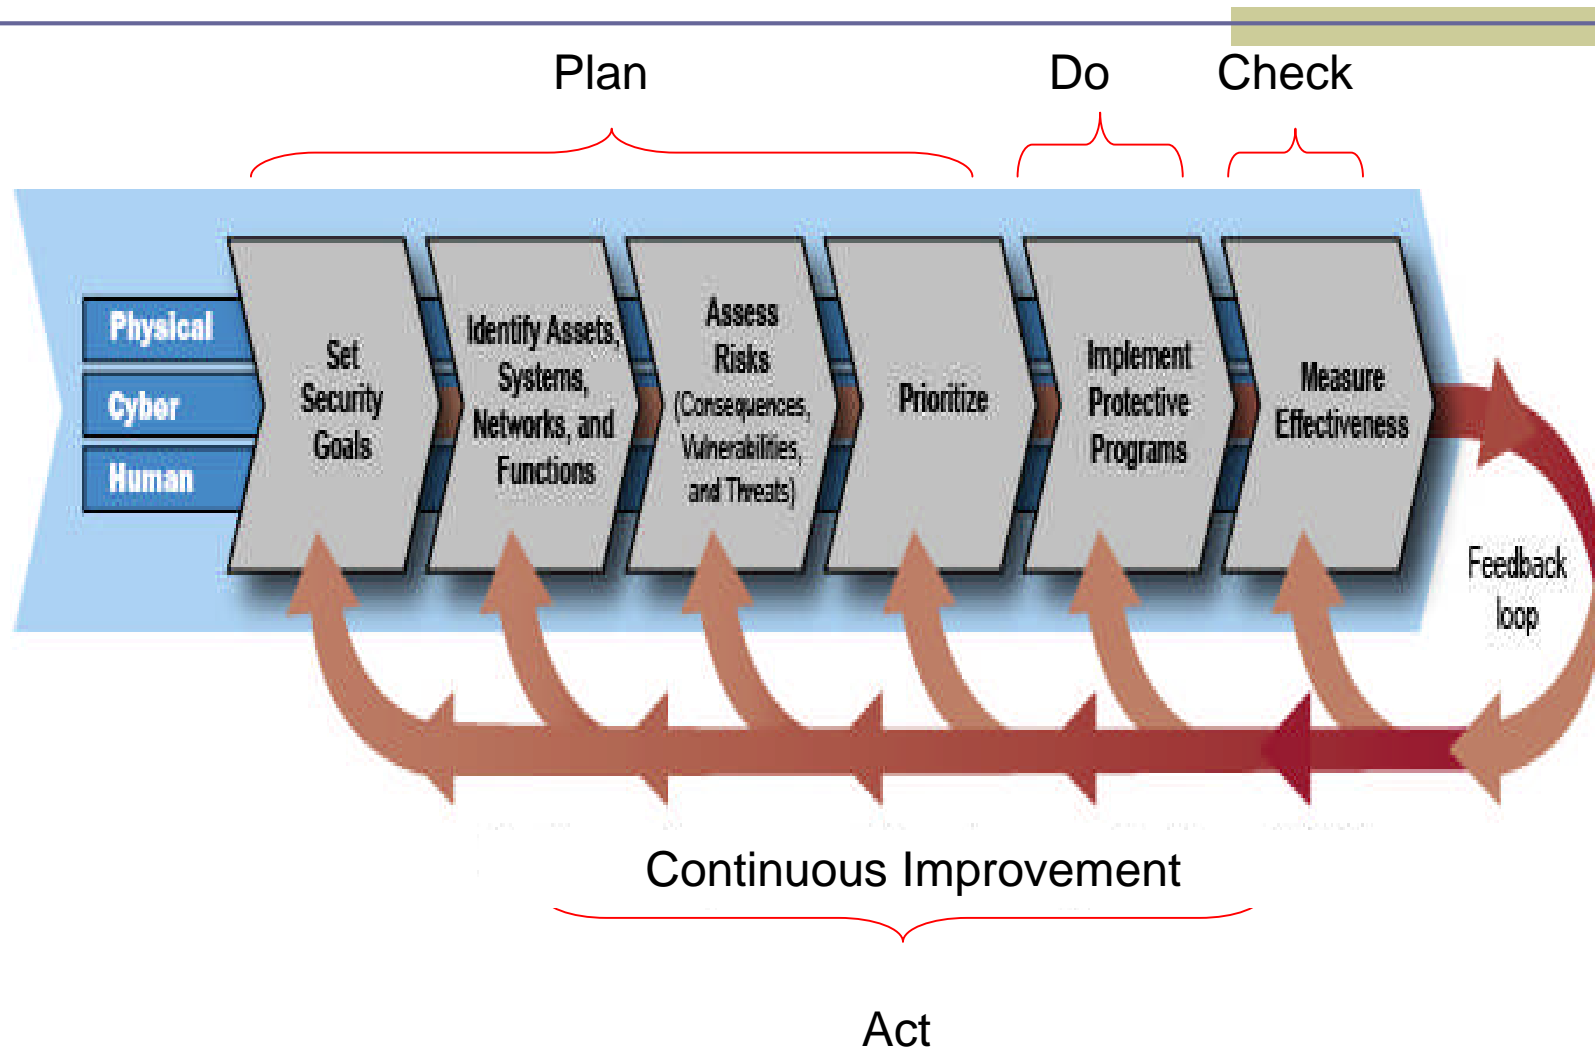 Plan
Do
Check
Physical
Cyber
Human
Set
Security
Goals
Identify Assets,
Systems,
Networks, and
Functions
Assess
Risks
(Consequences,
Vulnerabilities,
and Threats)
Prioritize
Implement
Protective
Programs
Measure
Effectiveness
Feedback
loop
Continuous Improvement
Act